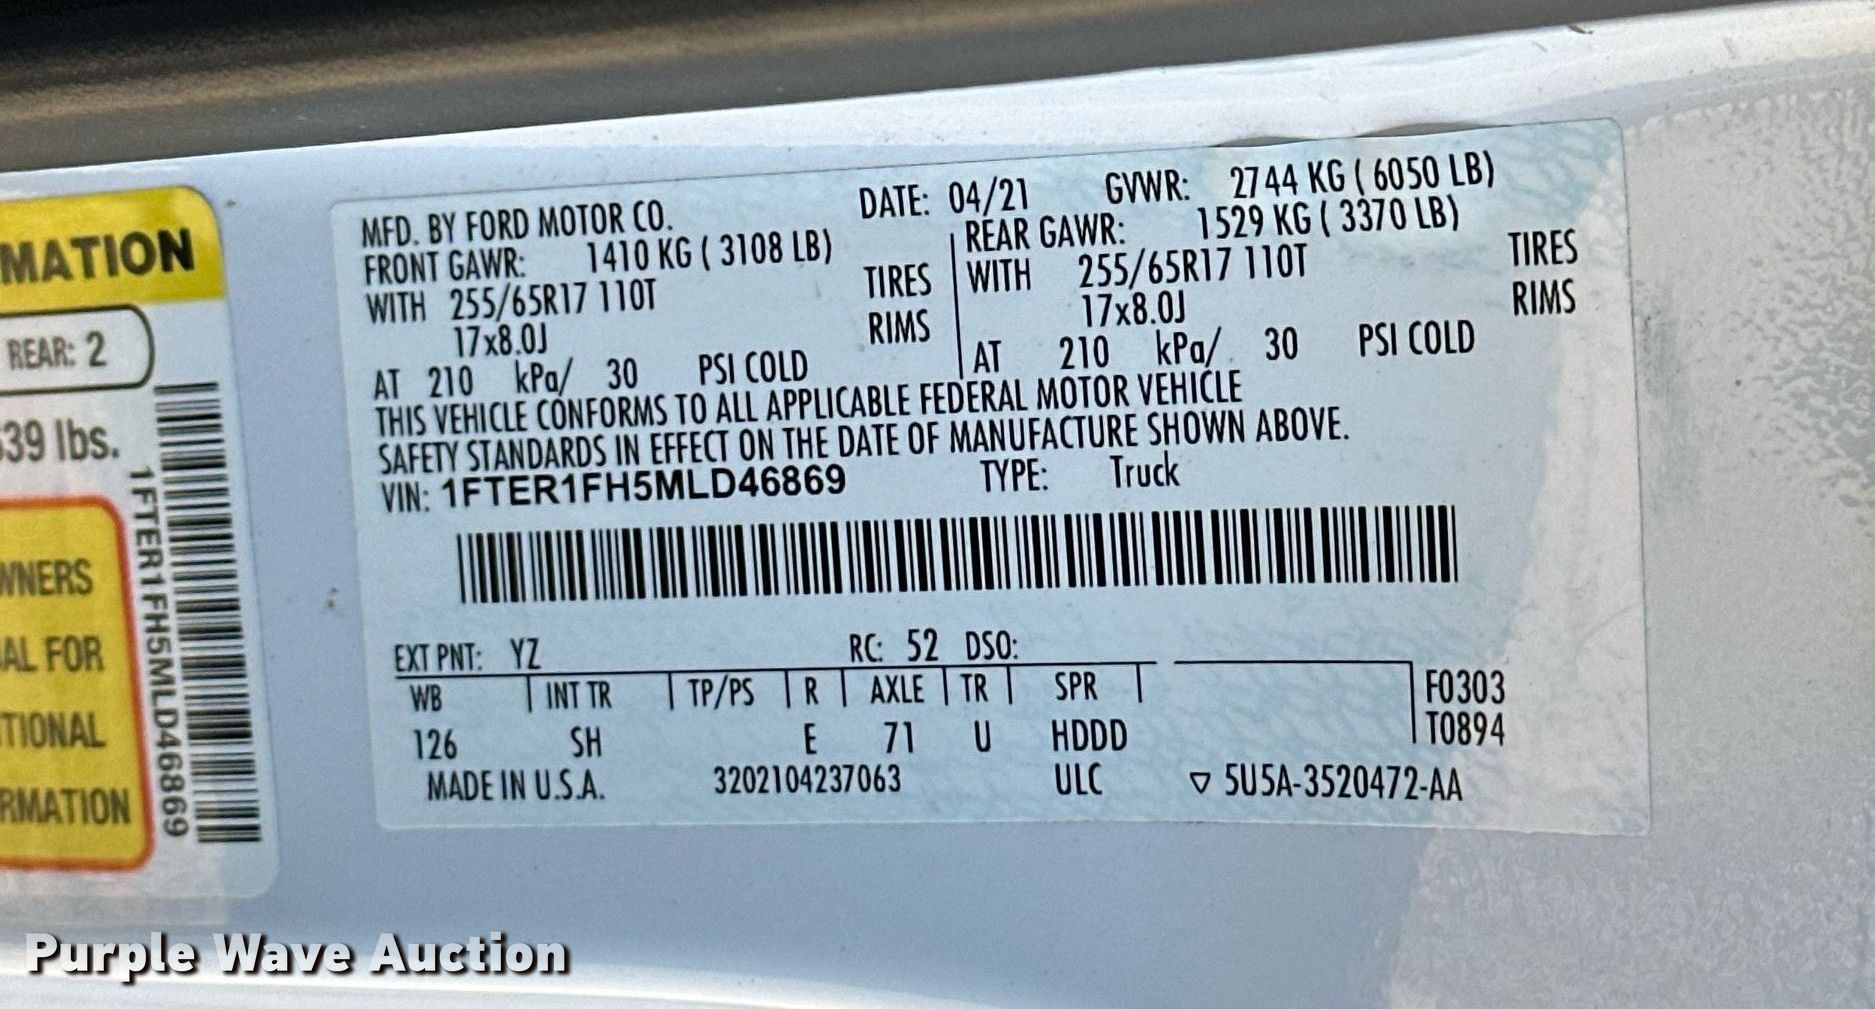 MATION
REAR: 2
39 lbs.
WNERS
AL FOR
TIONAL
RMATION
1FTER1FH5MLD46869
MFD. BY FORD MOTOR CO. DATE: 04/21 GVWR: 2744 KG ( 6050 LB)
FRONT GAWR: 1410 KG ( 3108 LB) REAR GAWR: 1529 KG ( 3370 LB)
WITH 255/65R17 110T TIRES WITH 255/65R17 110T TIRES
17x8.0J RIMS 17x8.0J RIMS
AT 210 kPa/ 30 PSI COLD AT 210 kPa/ 30 PSI COLD
THIS VEHICLE CONFORMS TO ALL APPLICABLE FEDERAL MOTOR VEHICLE
SAFETY STANDARDS IN EFFECT ON THE DATE OF MANUFACTURE SHOWN ABOVE.
VIN: 1FTER1FH5MLD46869 TYPE: Truck
EXT PNT: YZ RC: 52 DSO:
WB INT TR TP/PS R AXLE TR SPR F0303
126 SH E 71 U HDDD T0894
MADE IN U.S.A. 3202104237063 ULC ▽ 5U5A-3520472-AA
Purple Wave Auction